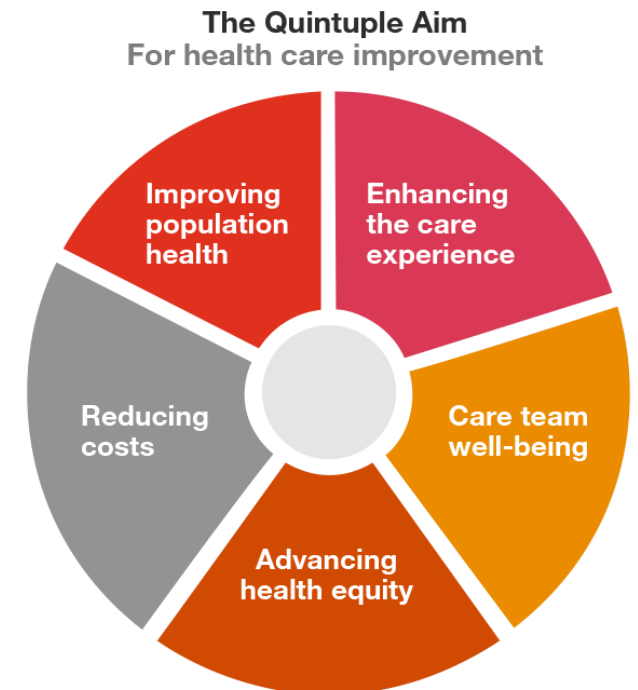 The Quintuple Aim
For health care improvement
Improving
population
health
Enhancing
the care
experience
Care team
well-being
Advancing
health equity
Reducing
costs